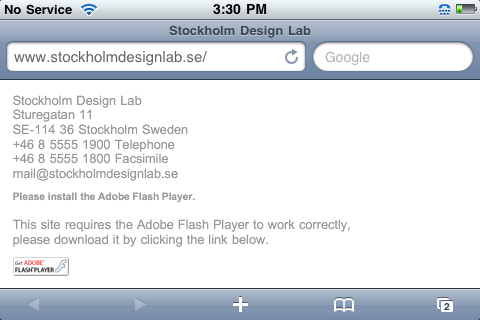 No Service 3:30 PM
Stockholm Design Lab
www.stockholmdesignlab.se/ Google
Stockholm Design Lab
Sturegatan 11
SE-114 36 Stockholm Sweden
+46 8 5555 1900 Telephone
+46 8 5555 1800 Facsimile
mail@stockholmdesignlab.se
Please install the Adobe Flash Player.
This site requires the Adobe Flash Player to work correctly,
please download it by clicking the link below.
Get ADOBE
FLASH PLAYER
2